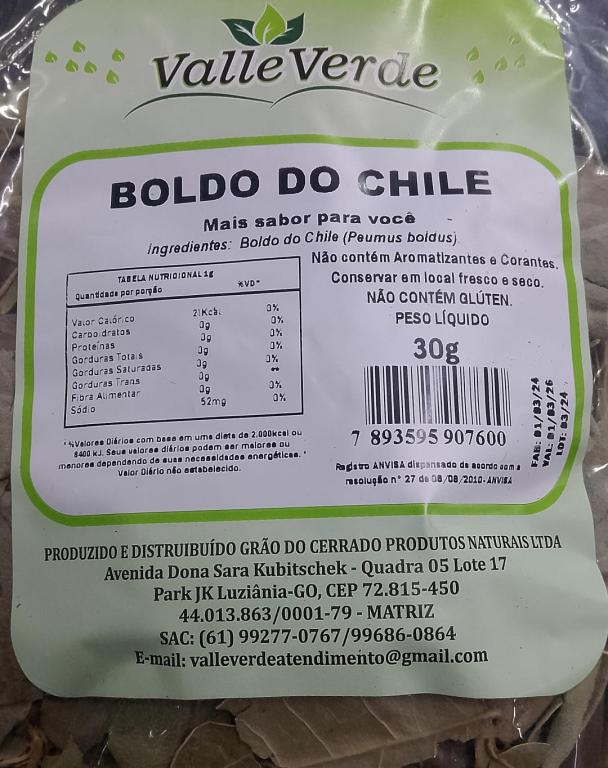 Valle Verde
BOLDO DO CHILE
Mais sabor para você
Ingredientes: Boldo do Chile (Peumus boldus)
Não contém Aromatizantes e Corantes.
Conservar em local fresco e seco.
NÃO CONTÉM GLÚTEN.
PESO LÍQUIDO
30g
TABELA NUTRICIONAL 1g
Quantidade por porção %VD*
Valor Calórico 21Kcal 0%
Carboidratos 0g 0%
Proteínas 0g 0%
Gorduras Totais 0g 0%
Gorduras Saturadas 0g 0%
Gorduras Trans 0g **
Fibra Alimentar 0g 0%
Sódio 52mg 0%
*%Valores Diários com base em uma dieta de 2.000kcal ou
8400 kJ. Seus valores diários podem ser maiores ou
menores dependendo de suas necessidades energéticas.
Valor Diário não estabelecido.
7 893595 907600
FAB: 01/03/24
VAL: 01/03/26
LOT: 03/24
Registro ANVISA dispensado de acordo com a
resolução n° 27 de 08/08/2010-ANVISA
PRODUZIDO E DISTRUIBUÍDO GRÃO DO CERRADO PRODUTOS NATURAIS LTDA
Avenida Dona Sara Kubitschek - Quadra 05 Lote 17
Park JK Luziânia-GO, CEP 72.815-450
44.013.863/0001-79 - MATRIZ
SAC: (61) 99277-0767/99686-0864
E-mail: valleverdeatendimento@gmail.com